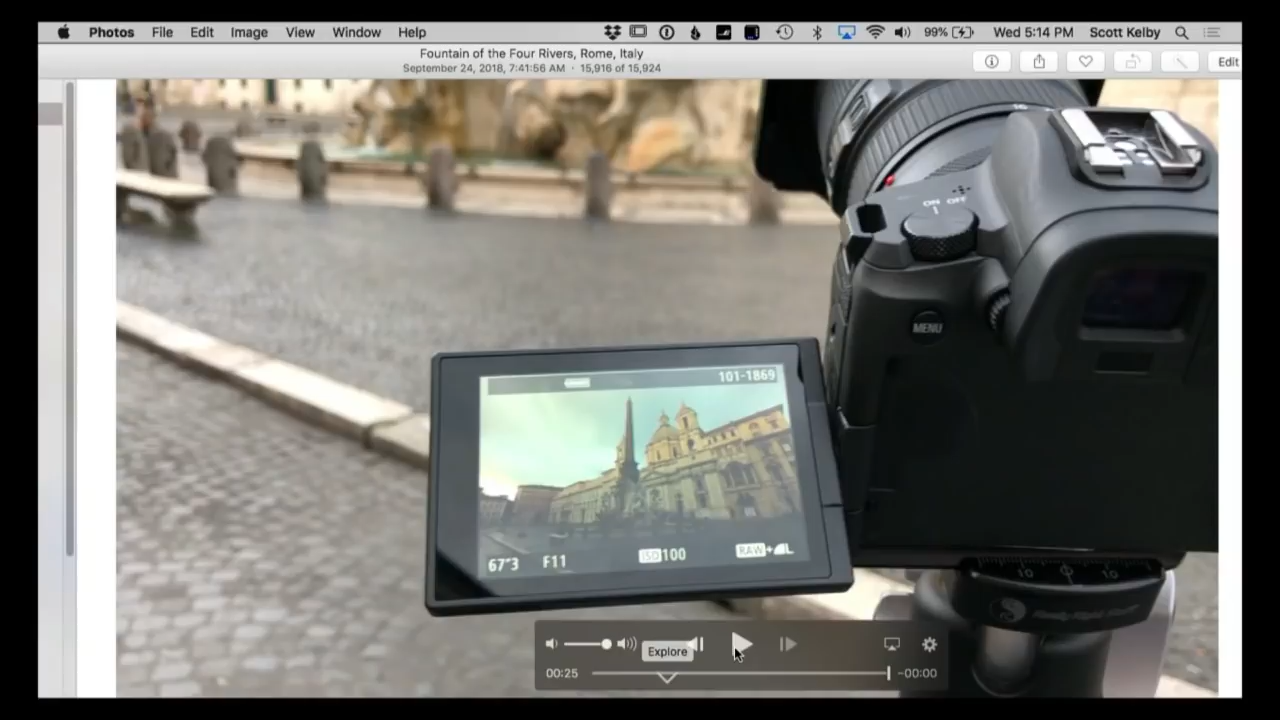 Photos File Edit Image View Window Help 99% Wed 5:14 PM Scott Kelby
Fountain of the Four Rivers, Rome, Italy
September 24, 2018, 7:41:56 AM · 15,916 of 15,924
Edit
ON OFF
MENU
101-1869
67"3 F11 ISO100 RAW+L
10 10
Explore
00:25 -00:00